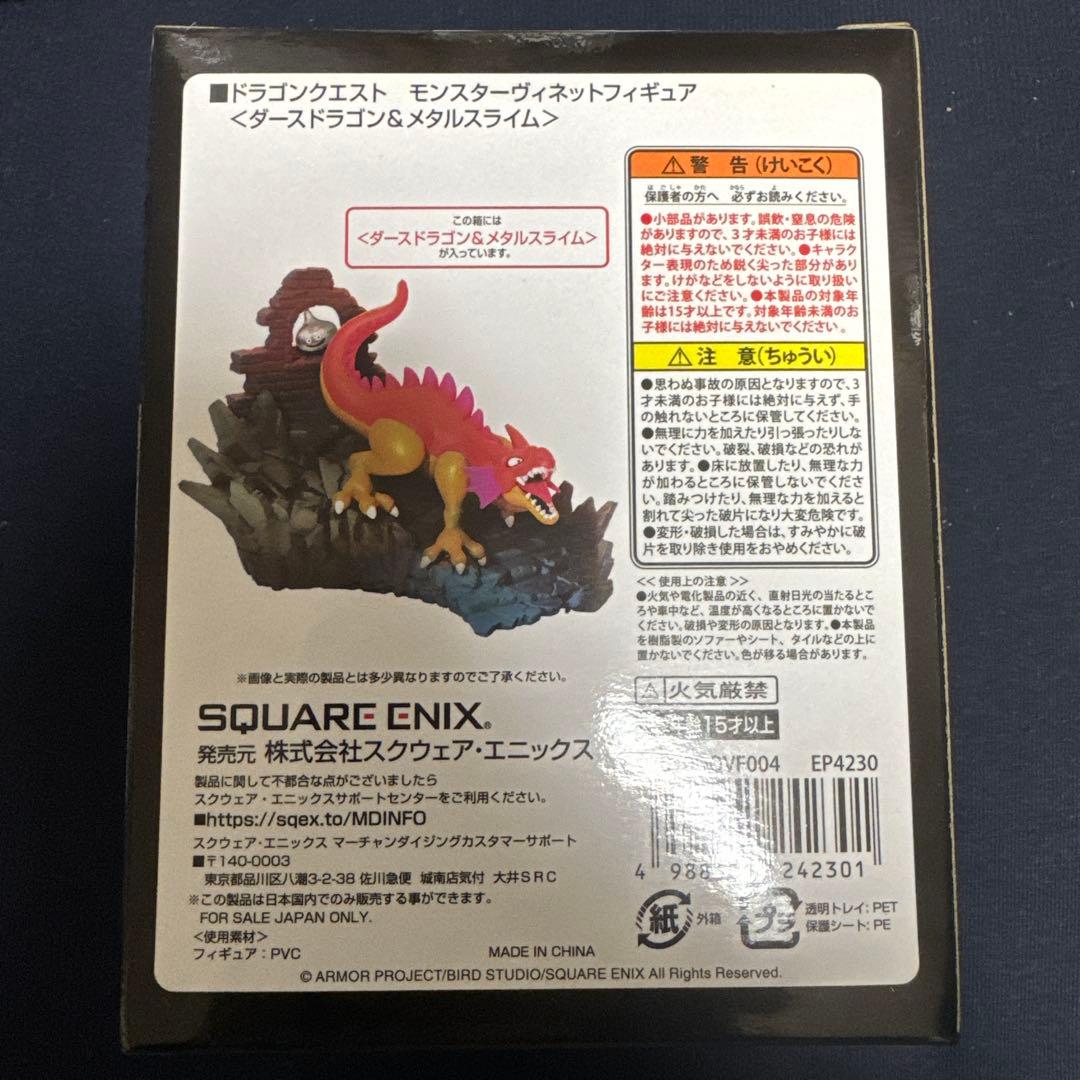 ■ドラゴンクエスト　モンスターヴィネットフィギュア
＜ダースドラゴン＆メタルスライム＞
この箱には
＜ダースドラゴン＆メタルスライム＞
が入っています。
⚠警　告（けいこく）
ほごしゃ　かた　かなら　よ
保護者の方へ　必ずお読みください。
●小部品があります。誤飲・窒息の危険
がありますので、3才未満のお子様には
絶対に与えないでください。●キャラク
ター表現のため鋭く尖った部分がありま
す。けがなどをしないように取り扱い
にご注意ください。●本製品の対象年
齢は15才以上です。対象年齢未満のお
子様には絶対に与えないでください。
⚠注　意（ちゅうい）
●思わぬ事故の原因となりますので、3
才未満のお子様には絶対に与えず、手
の触れないところに保管してください。
●無理に力を加えたり引っ張ったりしな
いでください。破裂、破損などの恐れが
あります。●床に放置したり、無理な力
が加わるところに保管しないでください
。踏みつけたり、無理な力を加えると
割れて尖った破片になり大変危険です。
●変形・破損した場合は、すみやかに破
片を取り除き使用をおやめください。
≪ 使用上の注意 ≫
●火気や電化製品の近く、直射日光の当たるとこ
ろや車中など、温度が高くなるところに置かないで
ください。破損や変形の原因となります。●本製品
を樹脂製のソファーやシート、タイルなどの上に
置かないでください。色が移る場合があります。
⚠火気厳禁
15才以上
VF004　EP4230
4 988 242301
紙 外箱
プラ 透明トレイ：PET
保護シート：PE
※画像と実際の製品とは多少異なりますのでご了承ください。
SQUARE ENIX®
発売元 株式会社スクウェア・エニックス
製品に関して不都合な点がございましたら
スクウェア・エニックスサポートセンターをご利用ください。
■https://sqex.to/MDINFO
スクウェア・エニックス マーチャンダイジングカスタマーサポート
■〒140-0003
東京都品川区八潮3-2-38 佐川急便　城南店気付　大井ＳＲＣ
※この製品は日本国内でのみ販売する事ができます。
FOR SALE JAPAN ONLY.
＜使用素材＞
フィギュア：PVC
MADE IN CHINA
© ARMOR PROJECT/BIRD STUDIO/SQUARE ENIX All Rights Reserved.